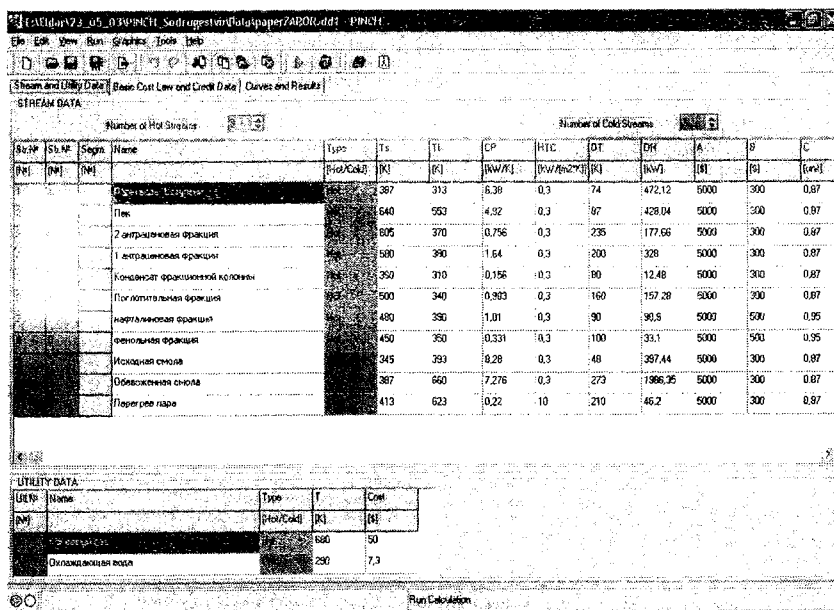 PINCH
File Edit View Run Graphics Tools Help
Stream and Utility Data Basic Cost Law and Credit Data Curves and Results
STREAM DATA
Number of Hot Streams Number of Cold Streams
Str.№ St.№ Segm. Name Type Ts Tt CP HTC DT DH A B C
[№] [№] [№] [Hot/Cold] [K] [K] [kW/K] [kW/(m2*K)] [K] [kW] [$] [$] [unit]
387 313 6,38 0,3 74 472,12 5000 300 0,87
Пек 640 553 4,92 0,3 87 428,04 5000 300 0,87
2 антраценовая фракция 605 370 0,756 0,3 235 177,66 5000 300 0,87
1 антраценовая фракция 580 380 1,64 0,3 200 328 5000 300 0,87
Конденсат фракционной колонны 390 310 0,156 0,3 80 12,48 5000 300 0,87
Поглотительная фракция 500 340 0,983 0,3 160 157,28 5000 300 0,87
нафталиновая фракция 480 390 1,01 0,3 90 90,9 5000 500 0,95
фенольная фракция 450 350 0,331 0,3 100 33,1 5000 500 0,95
Исходная смола 345 393 8,28 0,3 48 397,44 5000 300 0,87
Обезвоженная смола 387 660 7,276 0,3 273 1986,35 5000 300 0,87
Перегрев пара 413 623 0,22 10 210 46,2 5000 300 0,87
UTILITY DATA
Util.№ Name Type T Cost
[№] [Hot/Cold] [K] [$]
680 50
Охлаждающая вода 290 7,3
Run Calculation